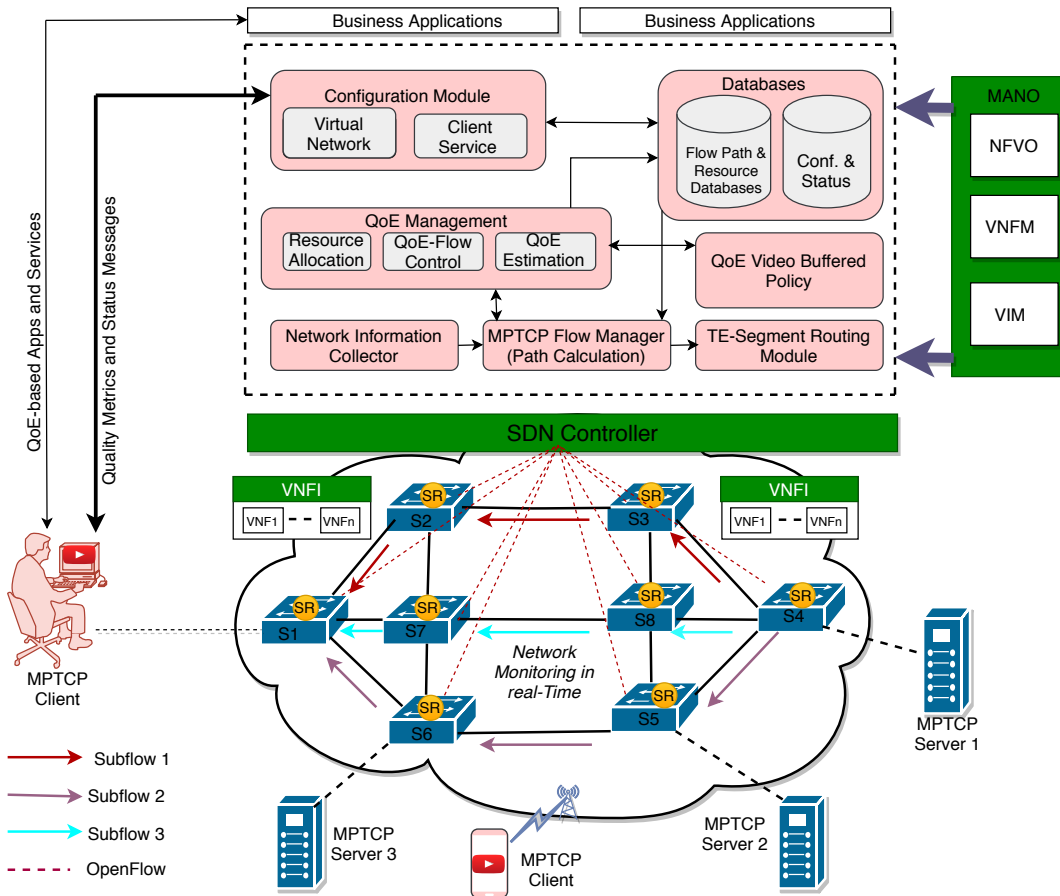 Business Applications
Business Applications
QoE-based Apps and Services
Quality Metrics and Status Messages
Configuration Module
Virtual
Network
Client
Service
Databases
Flow Path &
Resource
Databases
Conf. &
Status
MANO
NFVO
VNFM
VIM
QoE Management
Resource
Allocation
QoE-Flow
Control
QoE
Estimation
QoE Video Buffered
Policy
Network Information
Collector
MPTCP Flow Manager
(Path Calculation)
TE-Segment Routing
Module
SDN Controller
VNFI
VNF1
VNFn
VNFI
VNF1
VNFn
SR
S2
SR
S3
SR
S1
SR
S7
SR
S8
SR
S4
Network
Monitoring in
real-Time
SR
S6
SR
S5
MPTCP
Client
MPTCP
Server 1
Subflow 1
Subflow 2
Subflow 3
OpenFlow
MPTCP
Server 3
MPTCP
Client
MPTCP
Server 2